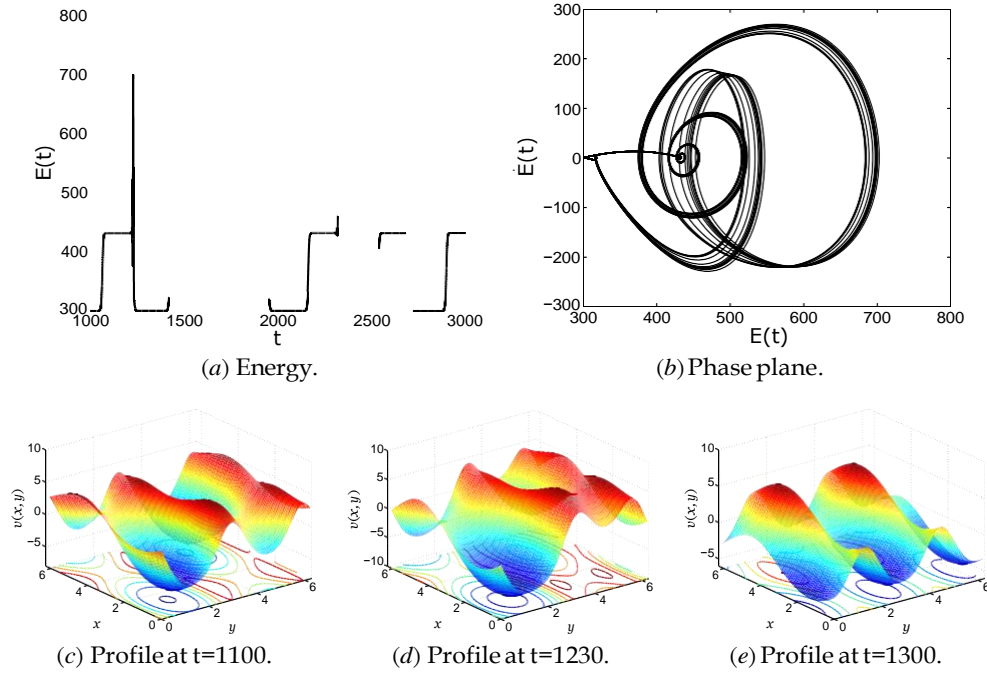 800
700
600
E(t)
500
400
300
1000 1500 2000 2500 3000
t
(a) Energy.
300
200
100
Ė(t)
0
−100
−200
−300
300 400 500 600 700 800
E(t)
(b) Phase plane.
10
5
v(x,y)
0
−5
6
4
2
0
x
0
2
4
6
y
(c) Profile at t=1100.
10
5
v(x,y)
0
−5
−10
6
4
2
0
x
0
2
4
6
y
(d) Profile at t=1230.
10
5
v(x,y)
0
−5
6
4
2
0
x
0
2
4
6
y
(e) Profile at t=1300.